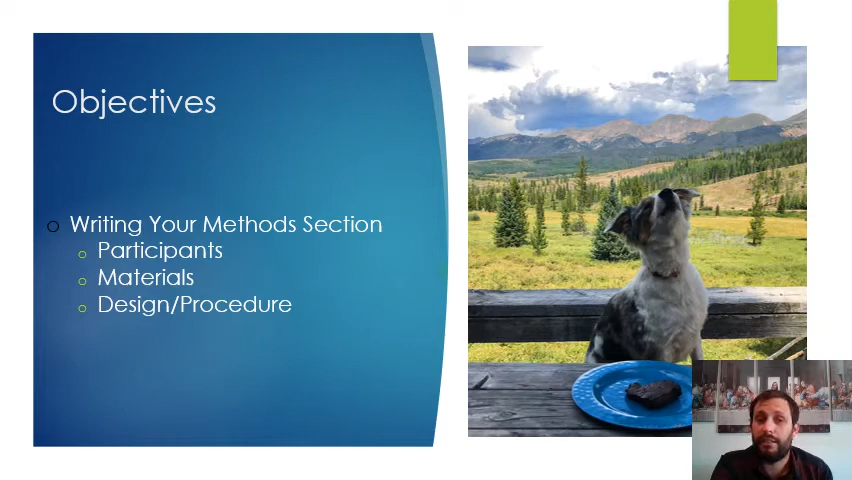 Objectives
Writing Your Methods Section
Participants
Materials
Design/Procedure